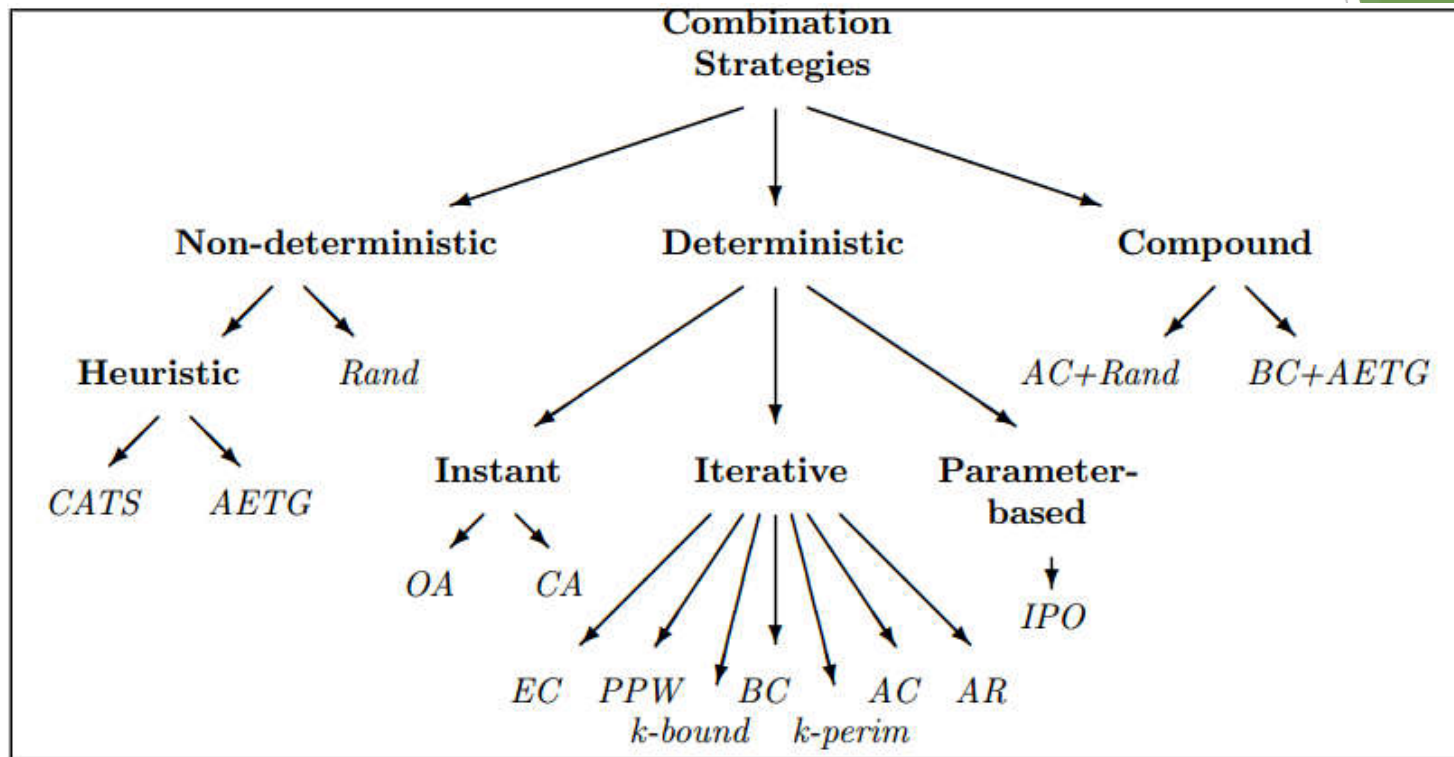 Combination
Strategies
Non-deterministic
Deterministic
Compound
Heuristic
Rand
AC+Rand
BC+AETG
CATS
AETG
Instant
Iterative
Parameter-
based
OA
CA
IPO
EC
PPW
BC
AC
AR
k-bound
k-perim